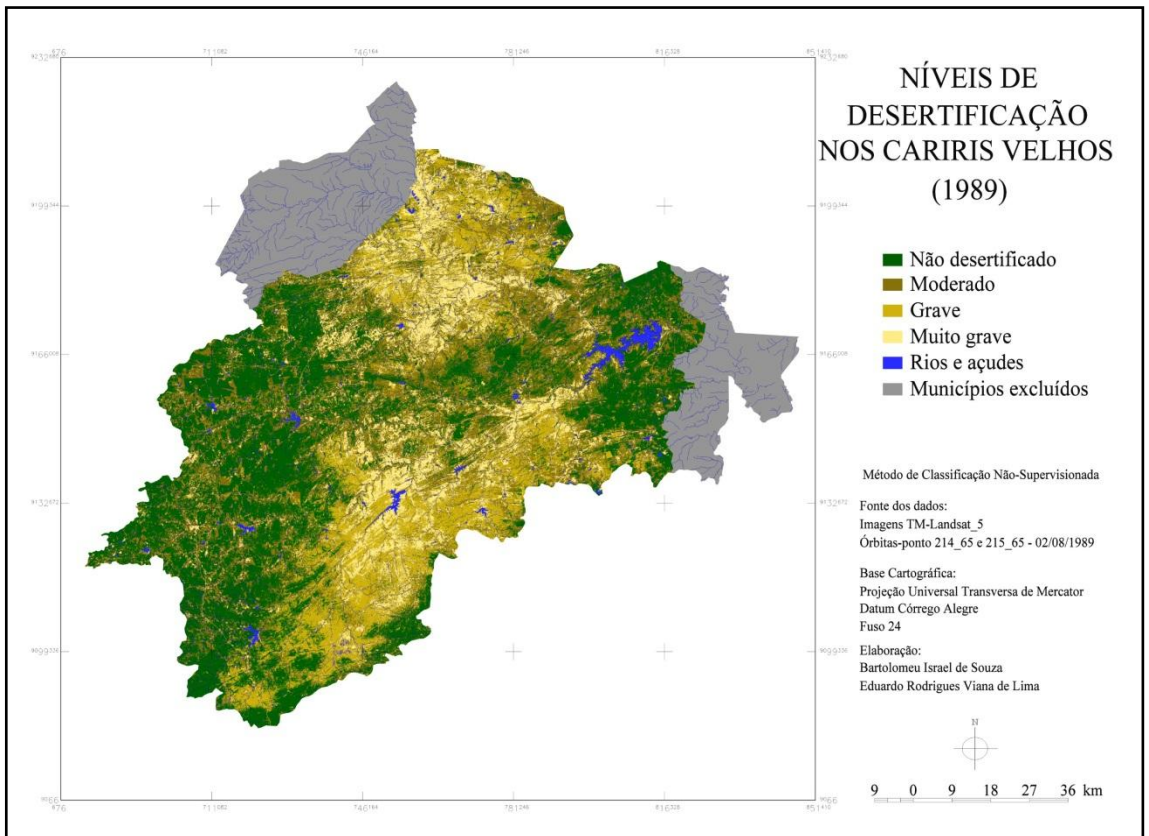 NÍVEIS DE
DESERTIFICAÇÃO
NOS CARIRIS VELHOS
(1989)
Não desertificado
Moderado
Grave
Muito grave
Rios e açudes
Municípios excluídos
Método de Classificação Não-Supervisionada
Fonte dos dados:
Imagens TM-Landsat_5
Órbitas-ponto 214_65 e 215_65 - 02/08/1989
Base Cartográfica:
Projeção Universal Transversa de Mercator
Datum Córrego Alegre
Fuso 24
Elaboração:
Bartolomeu Israel de Souza
Eduardo Rodrigues Viana de Lima
N
9 0 9 18 27 36 km